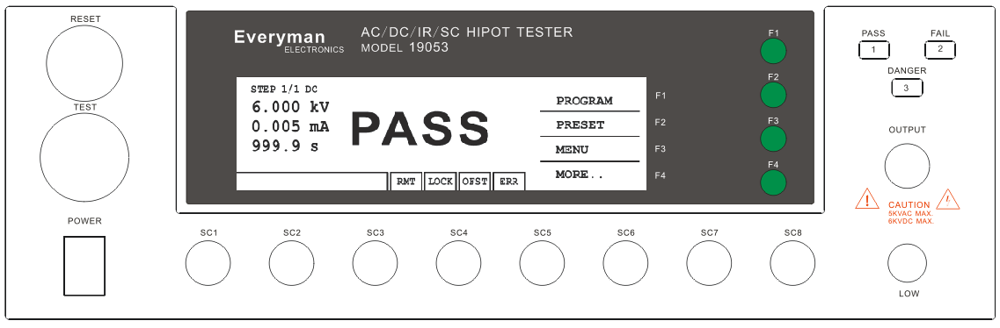 RESET
TEST
POWER
Everyman
ELECTRONICS
AC/DC/IR/SC HIPOT TESTER
MODEL 19053
STEP 1/1 DC
6.000 kV
0.005 mA
999.9 s
PASS
PROGRAM
PRESET
MENU
MORE..
RMT LOCK OFST ERR
F1
F2
F3
F4
F1
F2
F3
F4
PASS
1
FAIL
2
DANGER
3
OUTPUT
!
CAUTION
5KVAC MAX.
6KVDC MAX.
LOW
SC1 SC2 SC3 SC4 SC5 SC6 SC7 SC8